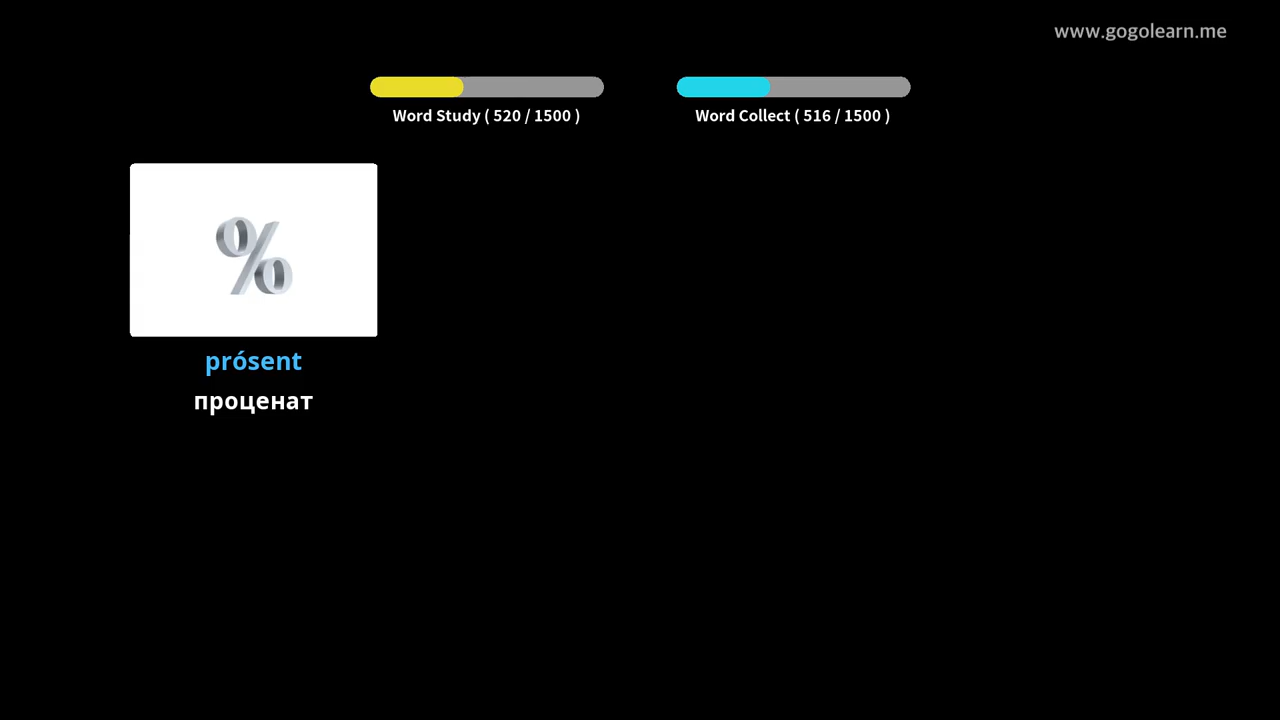 www.gogolearn.me
Word Study ( 520 / 1500 )
Word Collect ( 516 / 1500 )
%
prósent
проценат